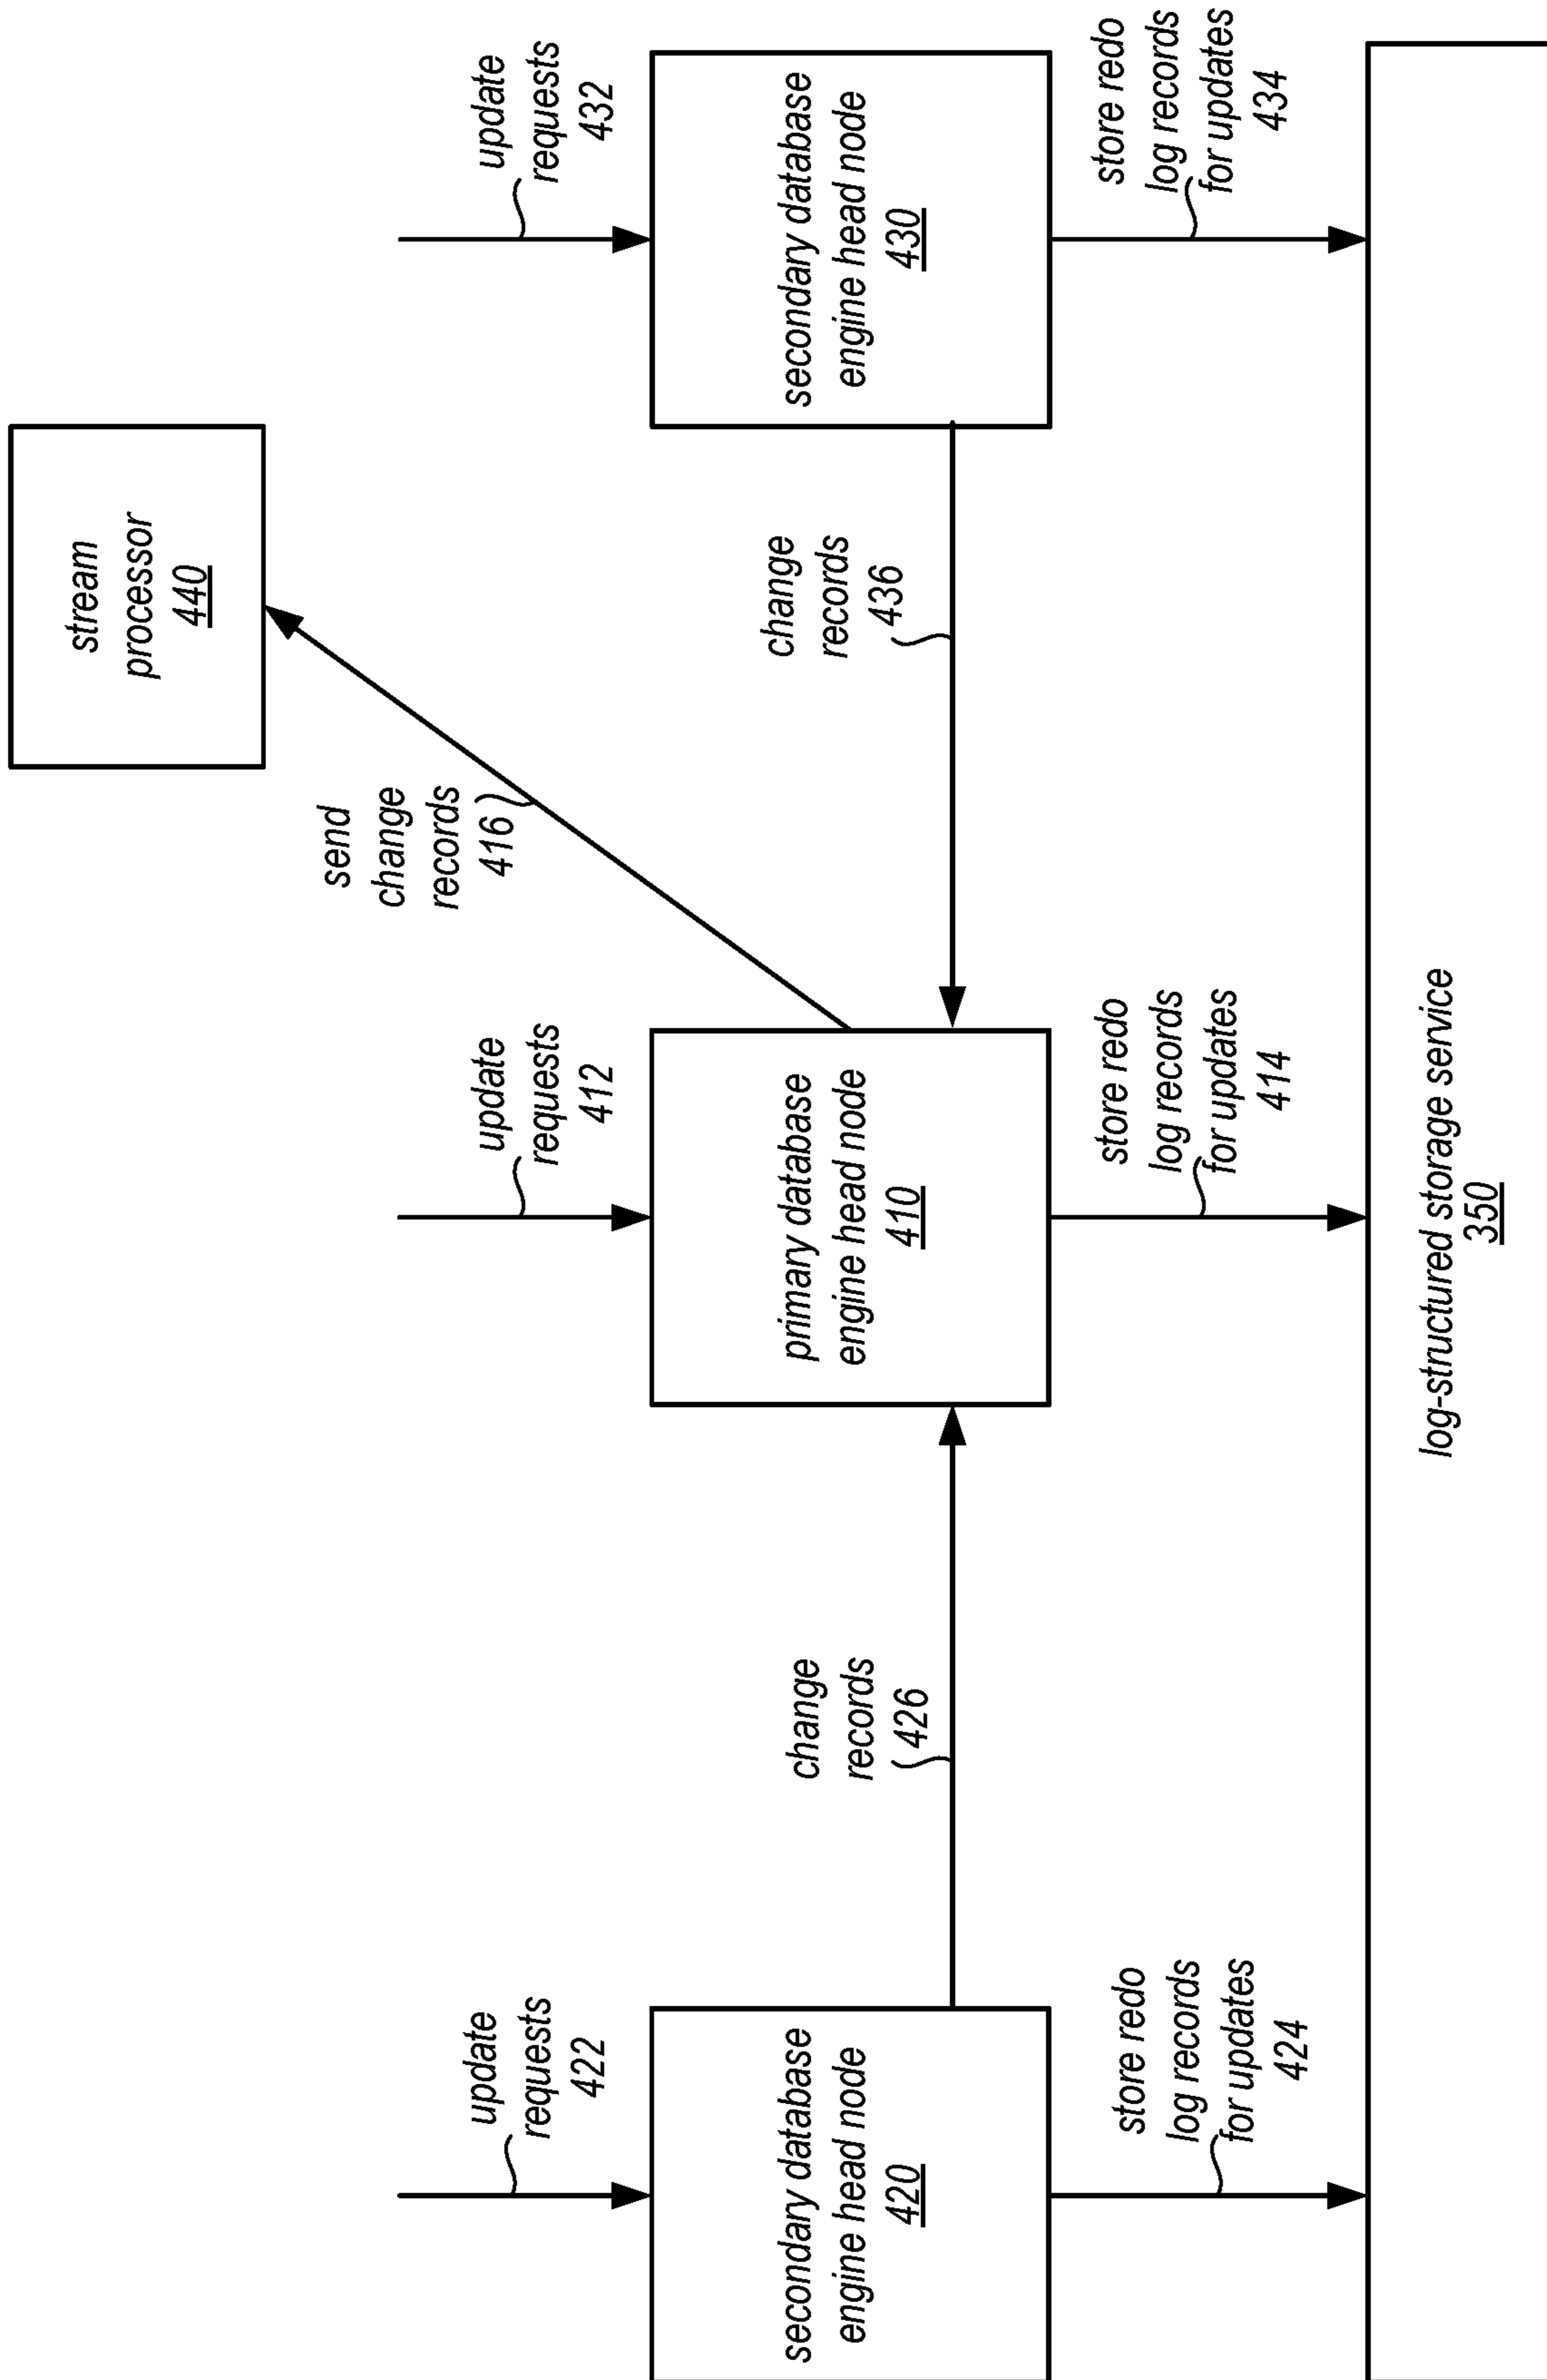 stream
processor
440
send
change
records
416
update
requests
422
update
requests
412
update
requests
432
secondary database
engine head node
420
change
records
426
primary database
engine head node
410
change
records
436
secondary database
engine head node
430
store redo
log records
for updates
424
store redo
log records
for updates
414
store redo
log records
for updates
434
log-structured storage service
350